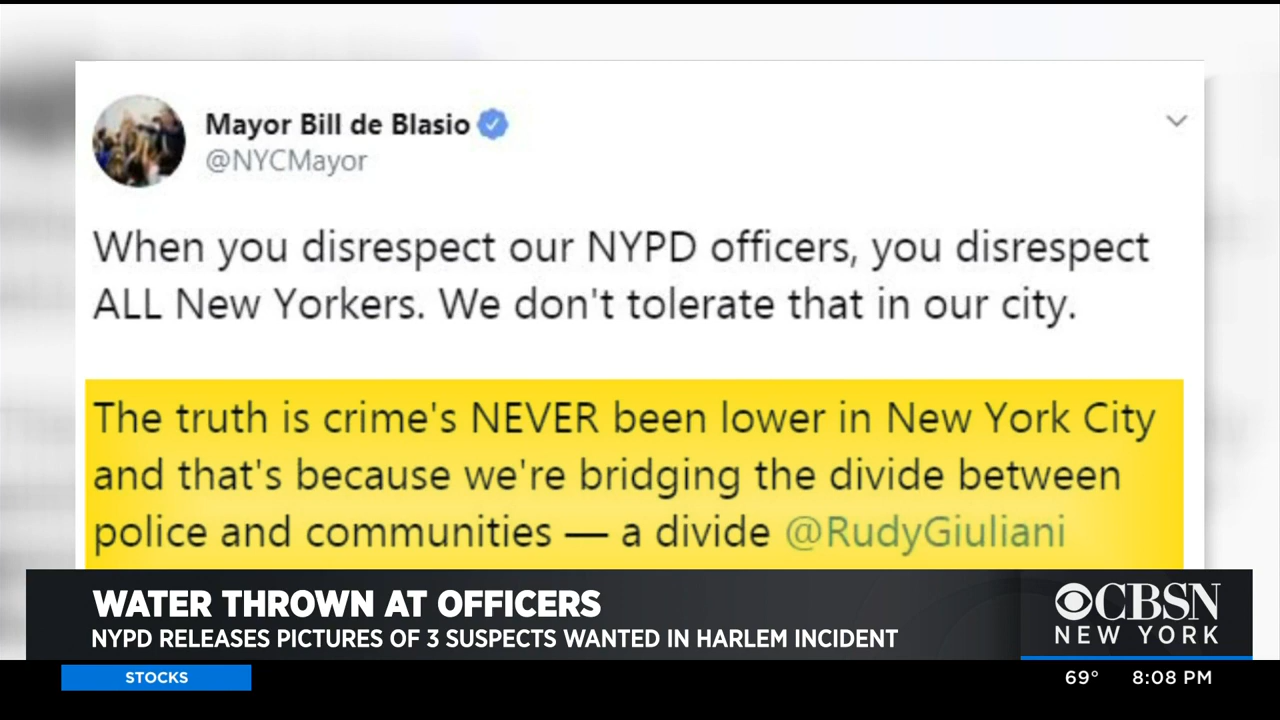 Mayor Bill de Blasio
@NYCMayor
When you disrespect our NYPD officers, you disrespect
ALL New Yorkers. We don't tolerate that in our city.
The truth is crime's NEVER been lower in New York City
and that's because we're bridging the divide between
police and communities — a divide @RudyGiuliani
WATER THROWN AT OFFICERS
NYPD RELEASES PICTURES OF 3 SUSPECTS WANTED IN HARLEM INCIDENT
CBSN
NEW YORK
STOCKS
69° 8:08 PM